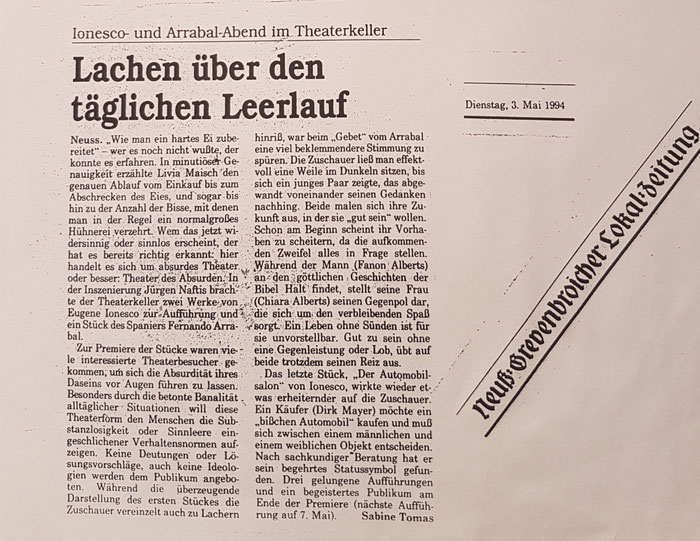 Ionesco- und Arrabal-Abend im Theaterkeller
Lachen über den
täglichen Leerlauf
Neuss. „Wie man ein hartes Ei zube-
reitet“ – wer es noch nicht wußte, der
konnte es erfahren. In minutiöser Ge-
nauigkeit erzählte Livia Maisch den
genauen Ablauf vom Einkauf bis zum
Abschrecken des Eies, und sogar bis
hin zu der Anzahl der Bisse, mit denen
man in der Regel ein normalgroßes
Hühnerei verzehrt. Wem das jetzt wi-
dersinnig oder sinnlos erscheint, der
hat es bereits richtig erkannt: hier
handelt es sich um absurdes Theater
oder besser: Theater des Absurden. In
der Inszenierung Jürgen Naftis brach-
te der Theaterkeller zwei Werke von
Eugene Ionesco zur Aufführung und
ein Stück des Spaniers Fernando Arra-
bal.
Zur Premiere der Stücke waren vie-
le interessierte Theaterbesucher ge-
kommen, um sich die Absurdität ihres
Daseins vor Augen führen zu lassen.
Besonders durch die betonte Banalität
alltäglicher Situationen will diese
Theaterform den Menschen die Sub-
stanzlosigkeit oder Sinnleere ein-
geschlichener Verhaltensnormen auf-
zeigen. Keine Deutungen oder Lö-
sungsvorschläge, auch keine Ideolo-
gien werden dem Publikum angebo-
ten. Während die überzeugende
Darstellung des ersten Stückes die
Zuschauer vereinzelt auch zu Lachern
hinriß, war beim „Gebet“ vom Arrabal
eine viel beklemmendere Stimmung zu
spüren. Die Zuschauer ließ man effekt-
voll eine Weile im Dunkeln sitzen, bis
sich ein junges Paar zeigte, das abge-
wandt voneinander seinen Gedanken
nachhing. Beide malen sich ihre Zu-
kunft aus, in der sie „gut sein“ wollen.
Schon am Beginn scheint ihr Vorha-
ben zu scheitern, da die aufkommen-
den Zweifel alles in Frage stellen.
Während der Mann (Fanon Alberts)
an den göttlichen Geschichten der
Bibel Halt findet, stellt seine Frau
(Chiara Alberts) seinen Gegenpol dar,
die sich um den verbleibenden Spaß
sorgt. Ein Leben ohne Sünden ist für
sie unvorstellbar. Gut zu sein ohne
eine Gegenleistung oder Lob, übt auf
beide trotzdem seinen Reiz aus.
Das letzte Stück, „Der Automobil-
salon“ von Ionesco, wirkte wieder et-
was erheiternder auf die Zuschauer.
Ein Käufer (Dirk Mayer) möchte ein
„bißchen Automobil“ kaufen und muß
sich zwischen einem männlichen und
einem weiblichen Objekt entscheiden.
Nach sachkundiger Beratung hat er
sein begehrtes Statussymbol gefun-
den. Drei gelungene Aufführungen
und ein begeistertes Publikum am
Ende der Premiere (nächste Auffüh-
rung auf 7. Mai). Sabine Tomas
Dienstag, 3. Mai 1994
Neuß-Grevenbroicher Lokal-Zeitung